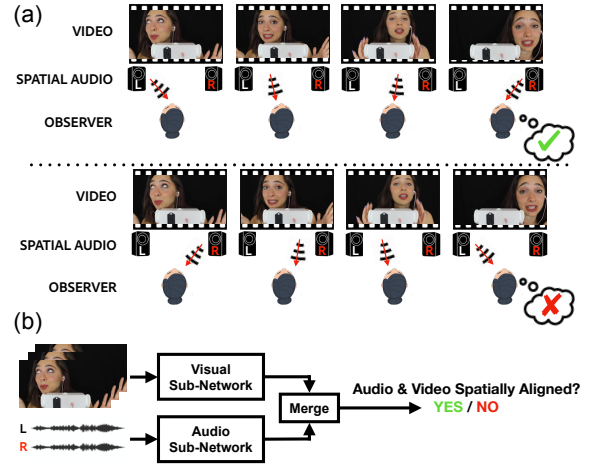 (a)
VIDEO
SPATIAL AUDIO
L R L R L R L R
OBSERVER
VIDEO
SPATIAL AUDIO
L R L R L R L R
OBSERVER
(b)
Visual
Sub-Network
Merge
Audio & Video Spatially Aligned?
YES / NO
L
R
Audio
Sub-Network